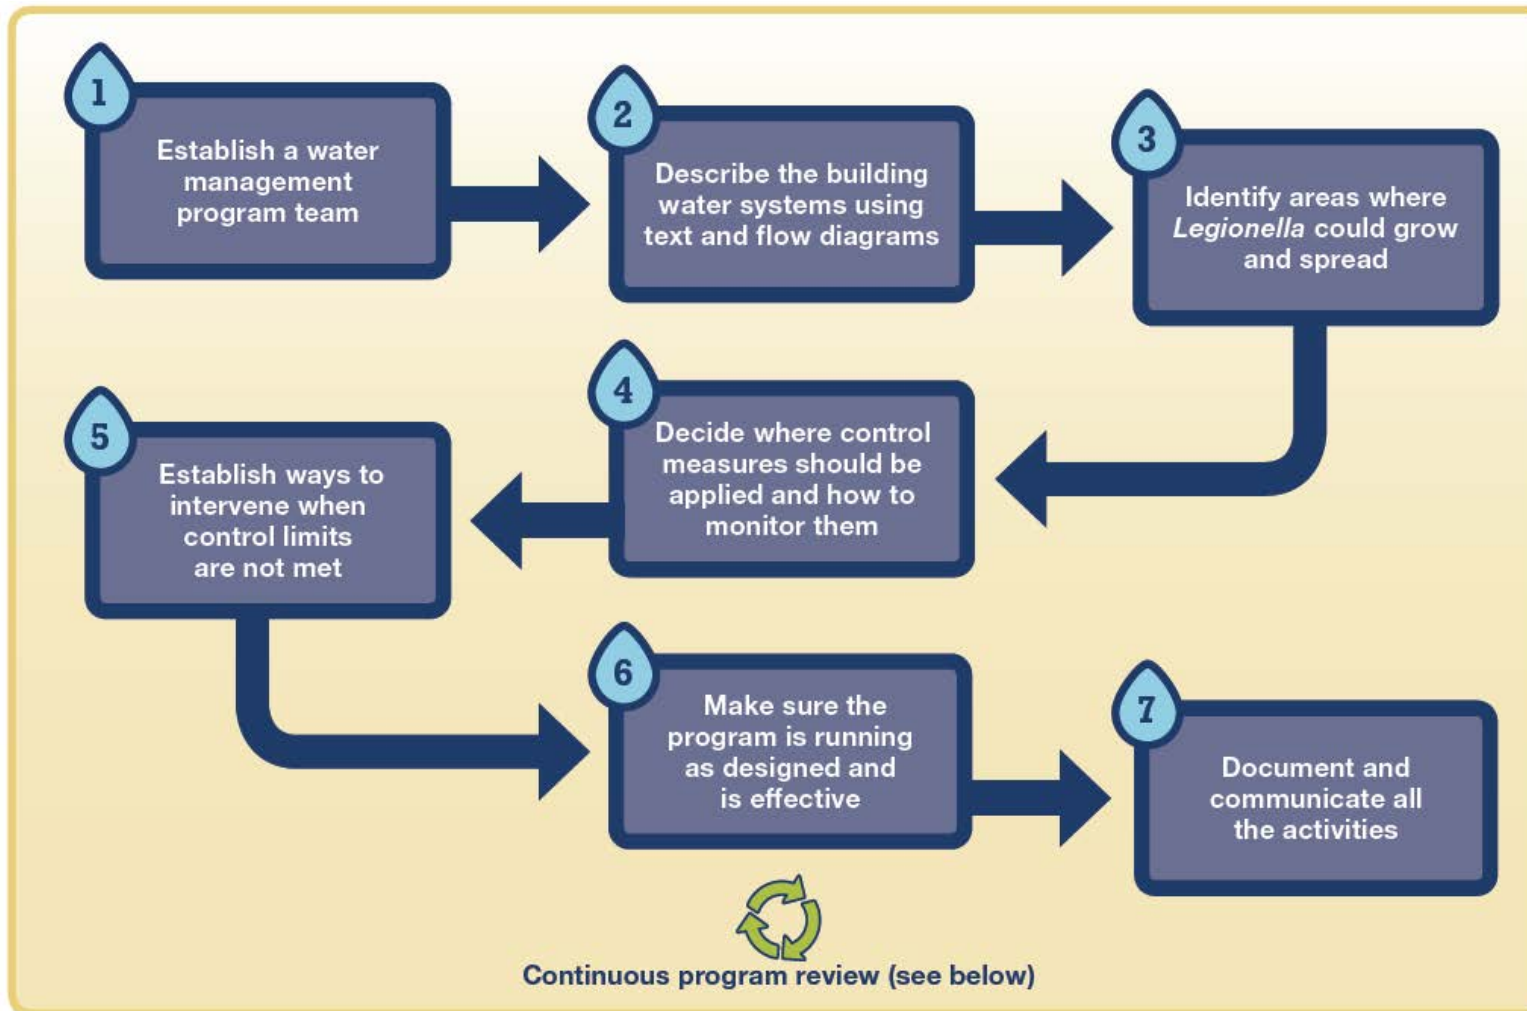 1
Establish a water
management
program team
2
Describe the building
water systems using
text and flow diagrams
3
Identify areas where
Legionella could grow
and spread
4
Decide where control
measures should be
applied and how to
monitor them
5
Establish ways to
intervene when
control limits
are not met
6
Make sure the
program is running
as designed and
is effective
7
Document and
communicate all
the activities
Continuous program review (see below)